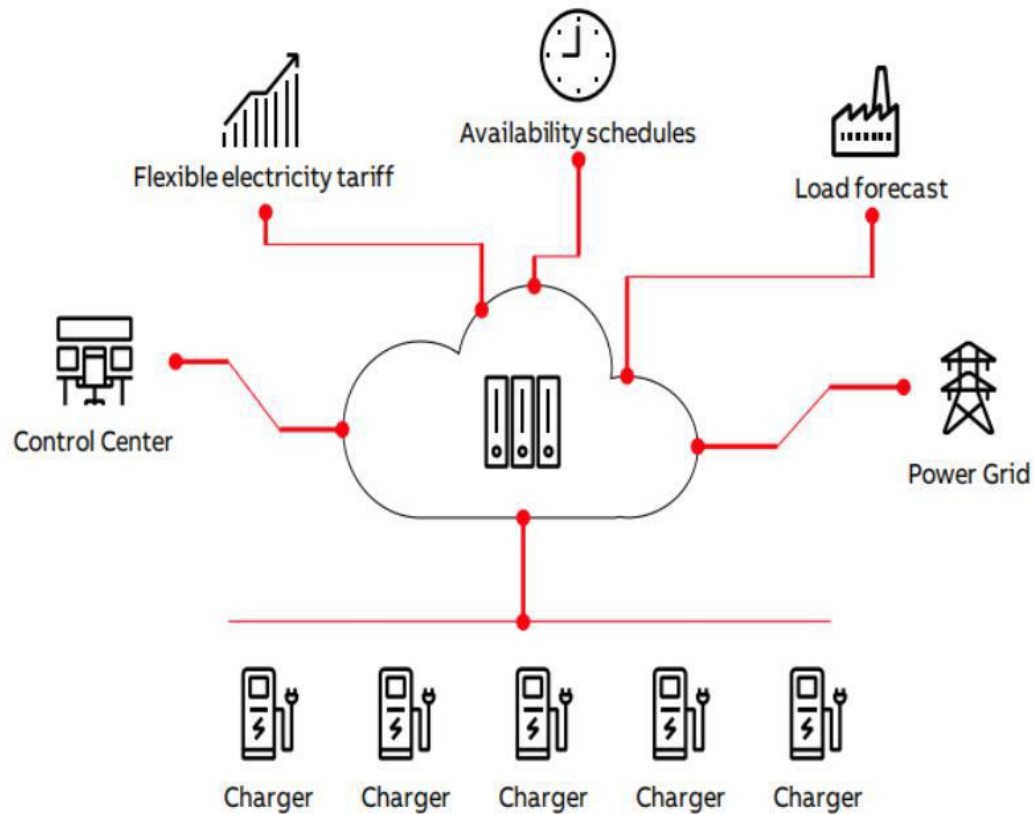 Availability schedules
Flexible electricity tariff
Load forecast
Control Center
Power Grid
Charger
Charger
Charger
Charger
Charger